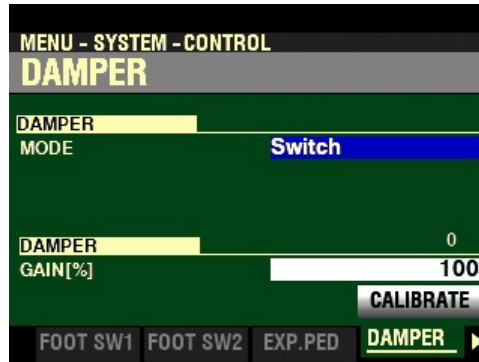 MENU - SYSTEM - CONTROL
DAMPER
DAMPER
MODE Switch
DAMPER 0
GAIN[%] 100
CALIBRATE
FOOT SW1 FOOT SW2 EXP.PED DAMPER